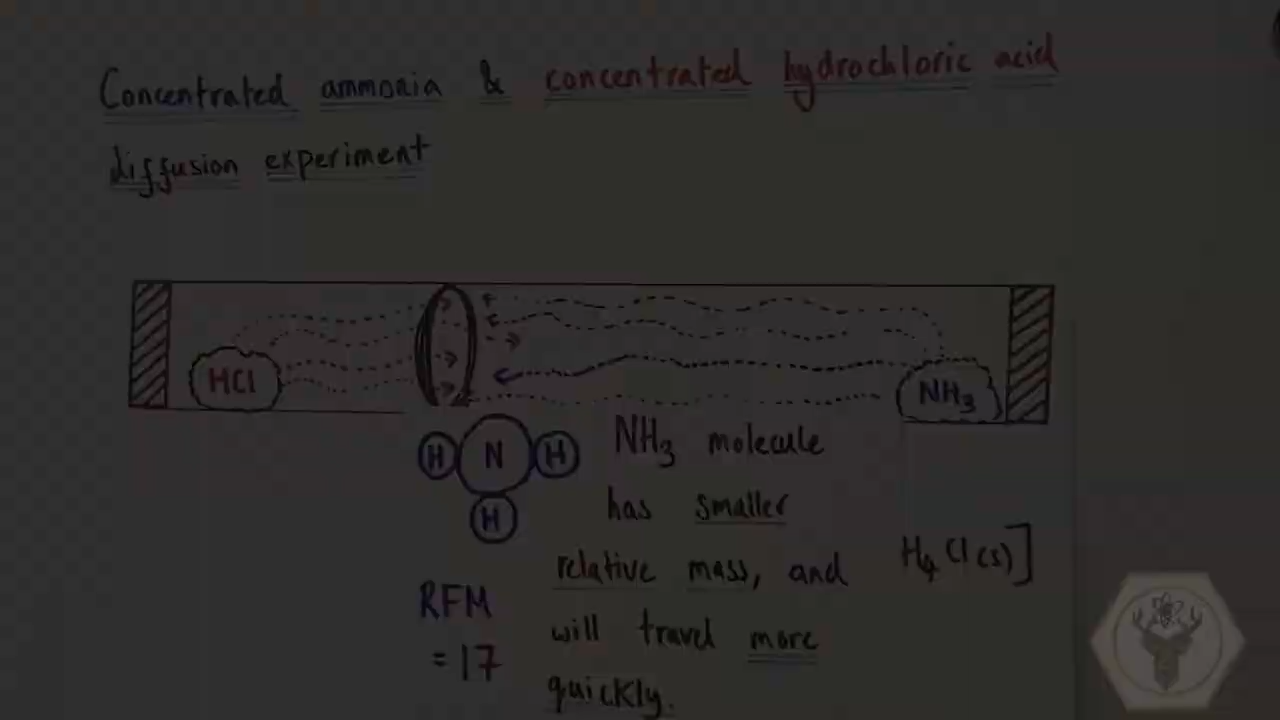 Concentrated ammonia & concentrated hydrochloric acid
diffusion experiment
HCl
NH3
H N H
H
NH3 molecule
has smaller
relative mass, and
will travel more
quickly.
H4Cl(s)]
RFM
=17